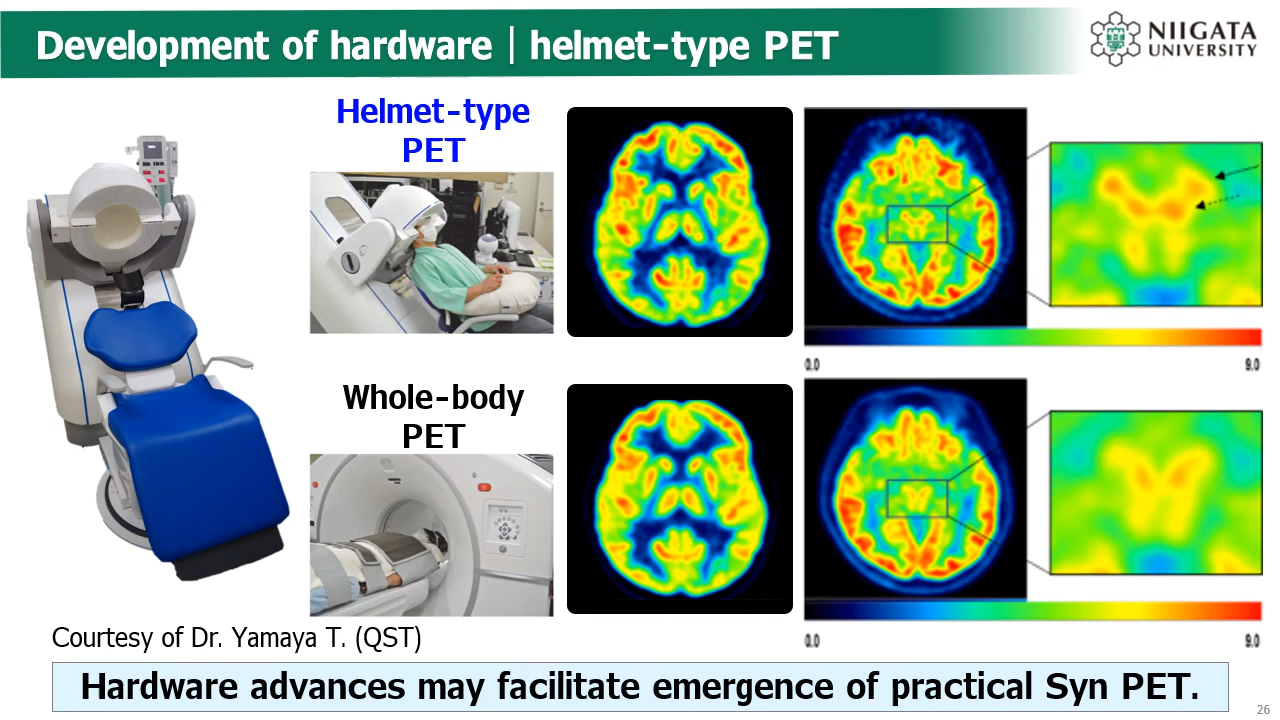 Development of hardware | helmet-type PET
NIIGATA
UNIVERSITY
Helmet-type
PET
0.0
9.0
Whole-body
PET
0.0
9.0
Courtesy of Dr. Yamaya T. (QST)
Hardware advances may facilitate emergence of practical Syn PET.
26